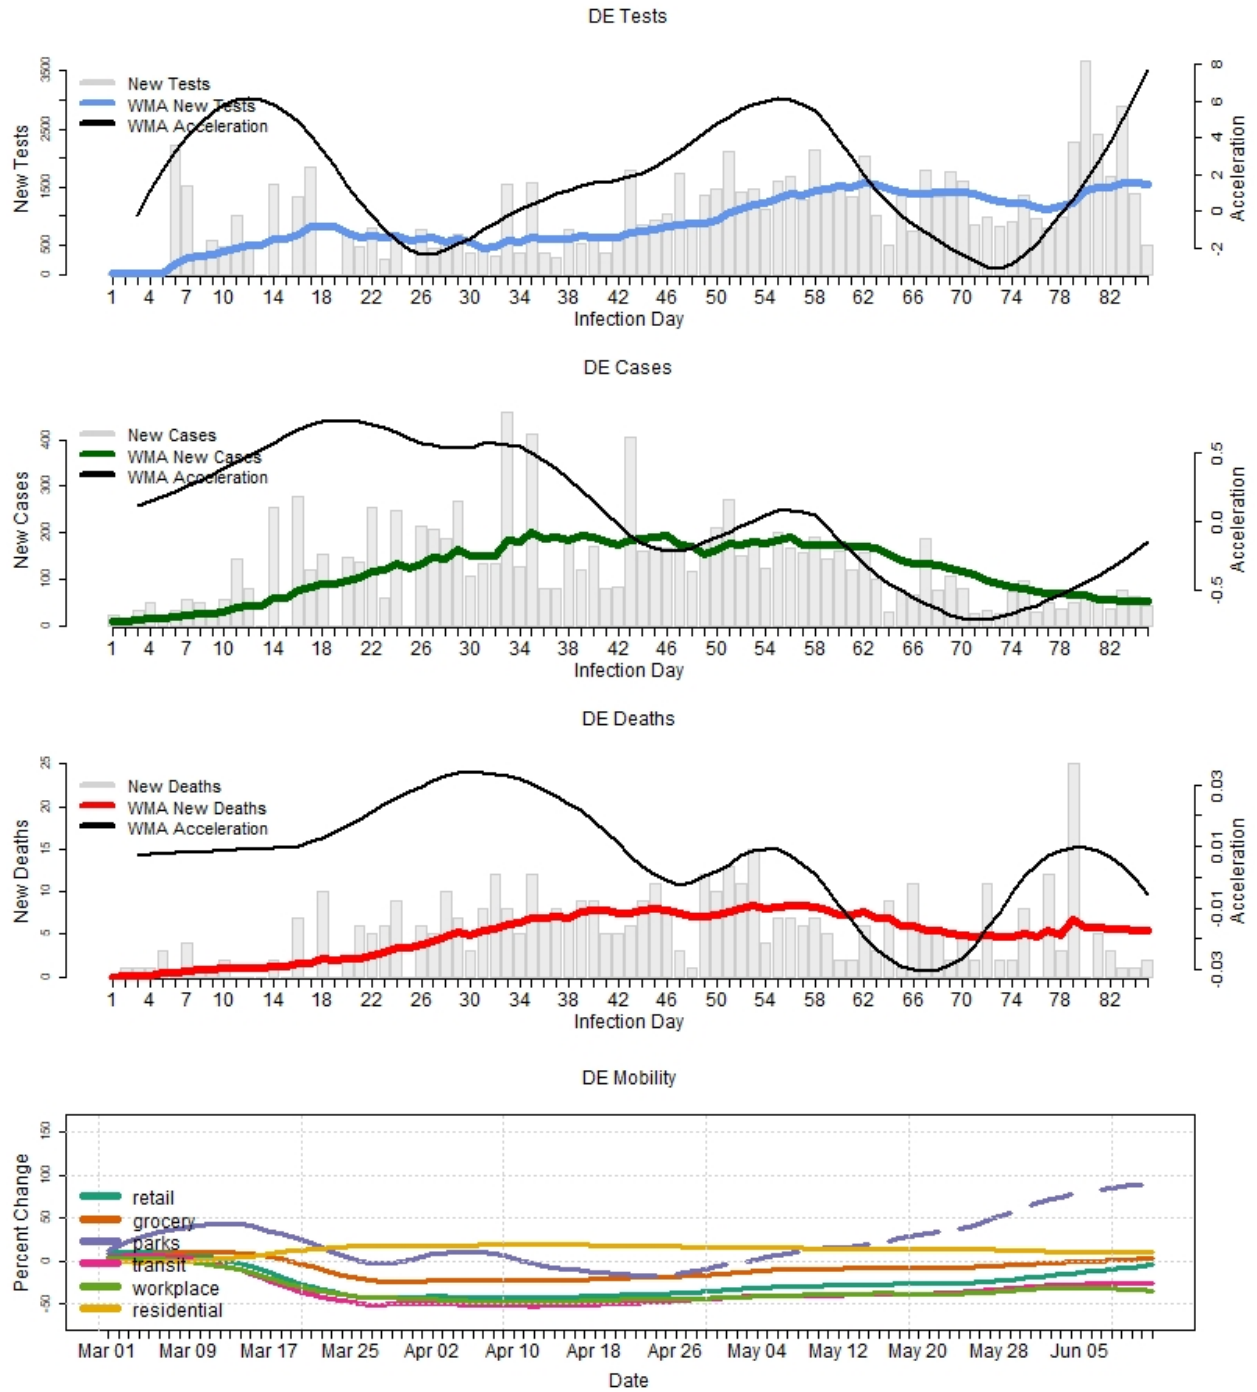 DE Tests
New Tests
WMA New Tests
WMA Acceleration
New Tests
0 500 1500 2500 3500
-2 0 2 4 6 8
Acceleration
1 4 7 10 14 18 22 26 30 34 38 42 46 50 54 58 62 66 70 74 78 82
Infection Day
DE Cases
New Cases
WMA New Cases
WMA Acceleration
New Cases
0 100 200 300 400
-0.5 0.0 0.5
Acceleration
1 4 7 10 14 18 22 26 30 34 38 42 46 50 54 58 62 66 70 74 78 82
Infection Day
DE Deaths
New Deaths
WMA New Deaths
WMA Acceleration
New Deaths
0 5 10 15 20 25
-0.03 -0.01 0.01 0.03
Acceleration
1 4 7 10 14 18 22 26 30 34 38 42 46 50 54 58 62 66 70 74 78 82
Infection Day
DE Mobility
retail
grocery
parks
transit
workplace
residential
Percent Change
-50 0 50 100 150
Mar 01 Mar 09 Mar 17 Mar 25 Apr 02 Apr 10 Apr 18 Apr 26 May 04 May 12 May 20 May 28 Jun 05
Date